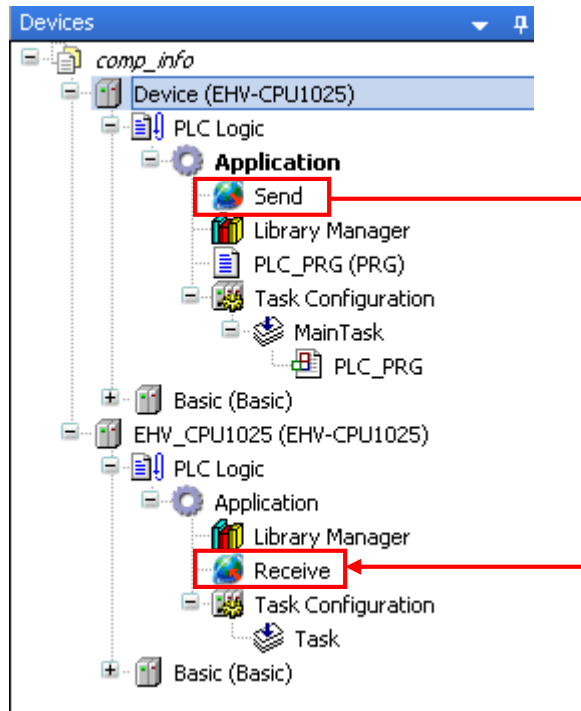 Devices
comp_info
Device (EHV-CPU1025)
PLC Logic
Application
Send
Library Manager
PLC_PRG (PRG)
Task Configuration
MainTask
PLC_PRG
Basic (Basic)
EHV_CPU1025 (EHV-CPU1025)
PLC Logic
Application
Library Manager
Receive
Task Configuration
Task
Basic (Basic)